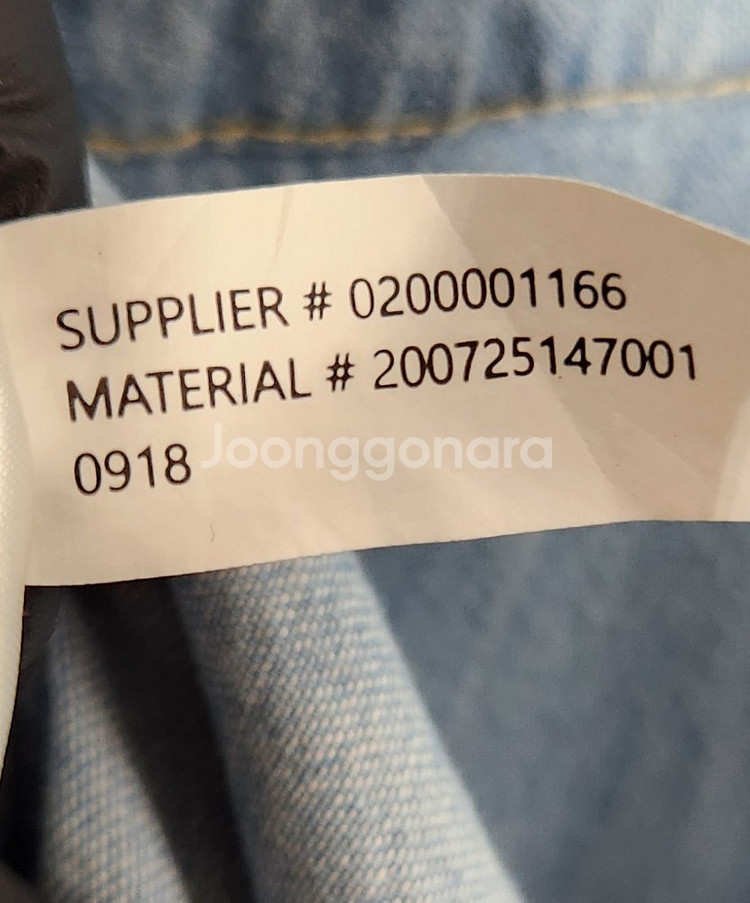 SUPPLIER # 0200001166
MATERIAL # 200725147001
0918
Joonggonara